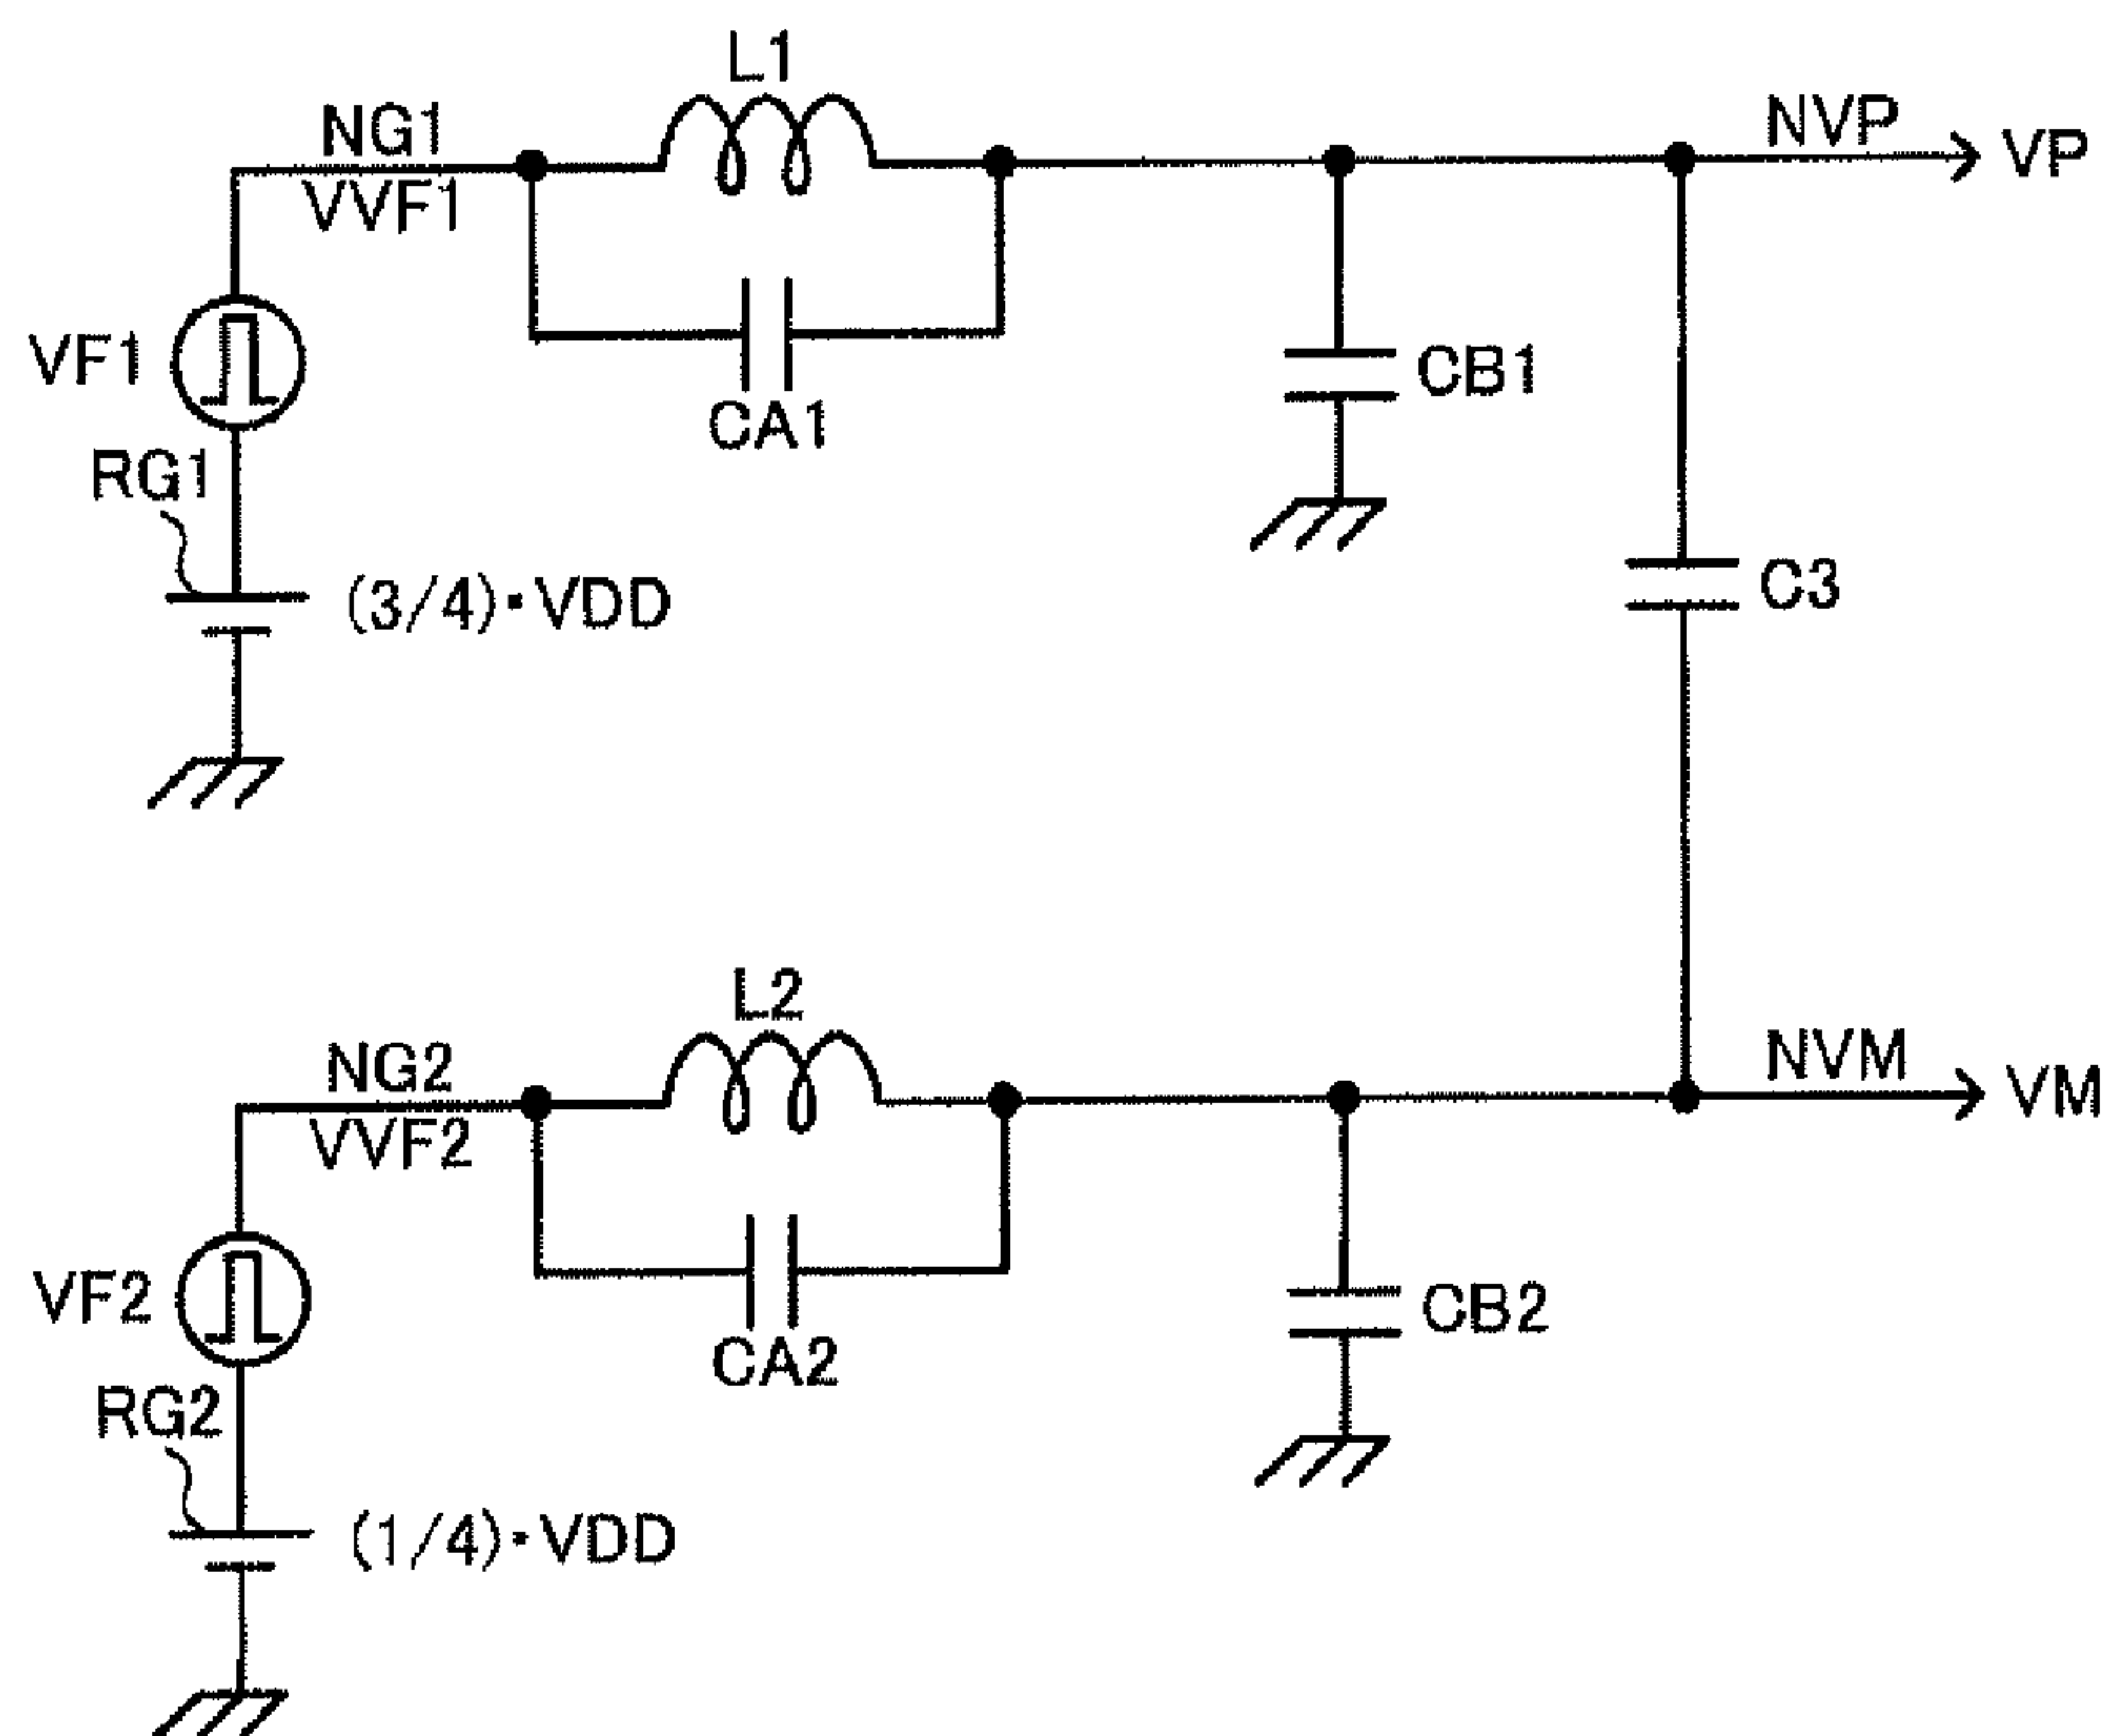 L1
NG1
NVP
VP
VVF1
VF1
CB1
CA1
RG1
(3/4)・VDD
C3
L2
NG2
NVM
VM
VVF2
VF2
CB2
CA2
RG2
(1/4)・VDD